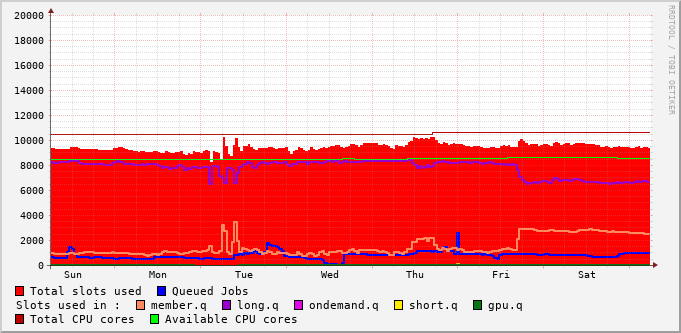 20000
18000
16000
14000
12000
10000
8000
6000
4000
2000
0
Sun Mon Tue Wed Thu Fri Sat
RRDTOOL / TOBI OETIKER
Total slots used Queued Jobs
Slots used in : member.q long.q ondemand.q short.q gpu.q
Total CPU cores Available CPU cores